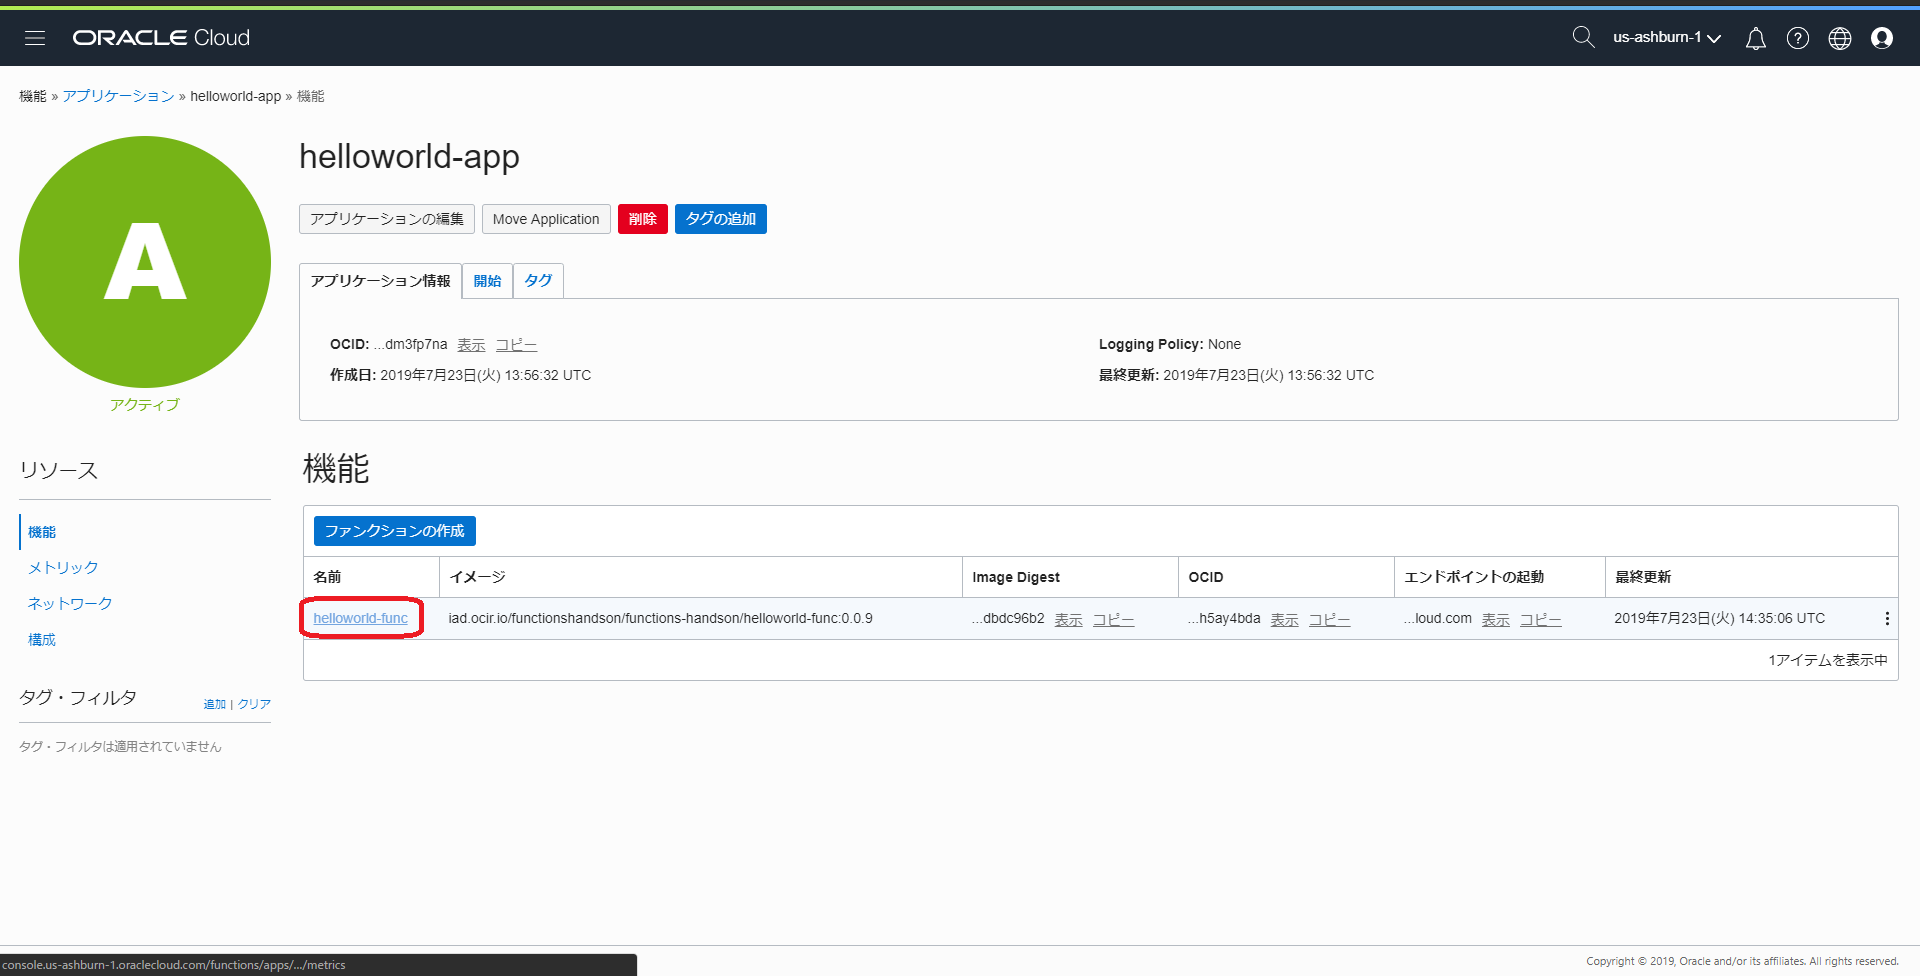 ORACLE Cloud
us-ashburn-1
機能 » アプリケーション » helloworld-app » 機能
A
アクティブ
helloworld-app
アプリケーションの編集 Move Application 削除 タグの追加
アプリケーション情報 開始 タグ
OCID: ...dm3fp7na 表示 コピー
Logging Policy: None
作成日: 2019年7月23日(火) 13:56:32 UTC
最終更新: 2019年7月23日(火) 13:56:32 UTC
リソース
機能
メトリック
ネットワーク
構成
タグ・フィルタ 追加 | クリア
タグ・フィルタは適用されていません
機能
ファンクションの作成
名前 イメージ Image Digest OCID エンドポイントの起動 最終更新
helloworld-func iad.ocir.io/functionshandson/functions-handson/helloworld-func:0.0.9 ...dbdc96b2 表示 コピー ...h5ay4bda 表示 コピー ...loud.com 表示 コピー 2019年7月23日(火) 14:35:06 UTC
1アイテムを表示中
console.us-ashburn-1.oraclecloud.com/functions/apps/.../metrics
Copyright © 2019, Oracle and/or its affiliates. All rights reserved.